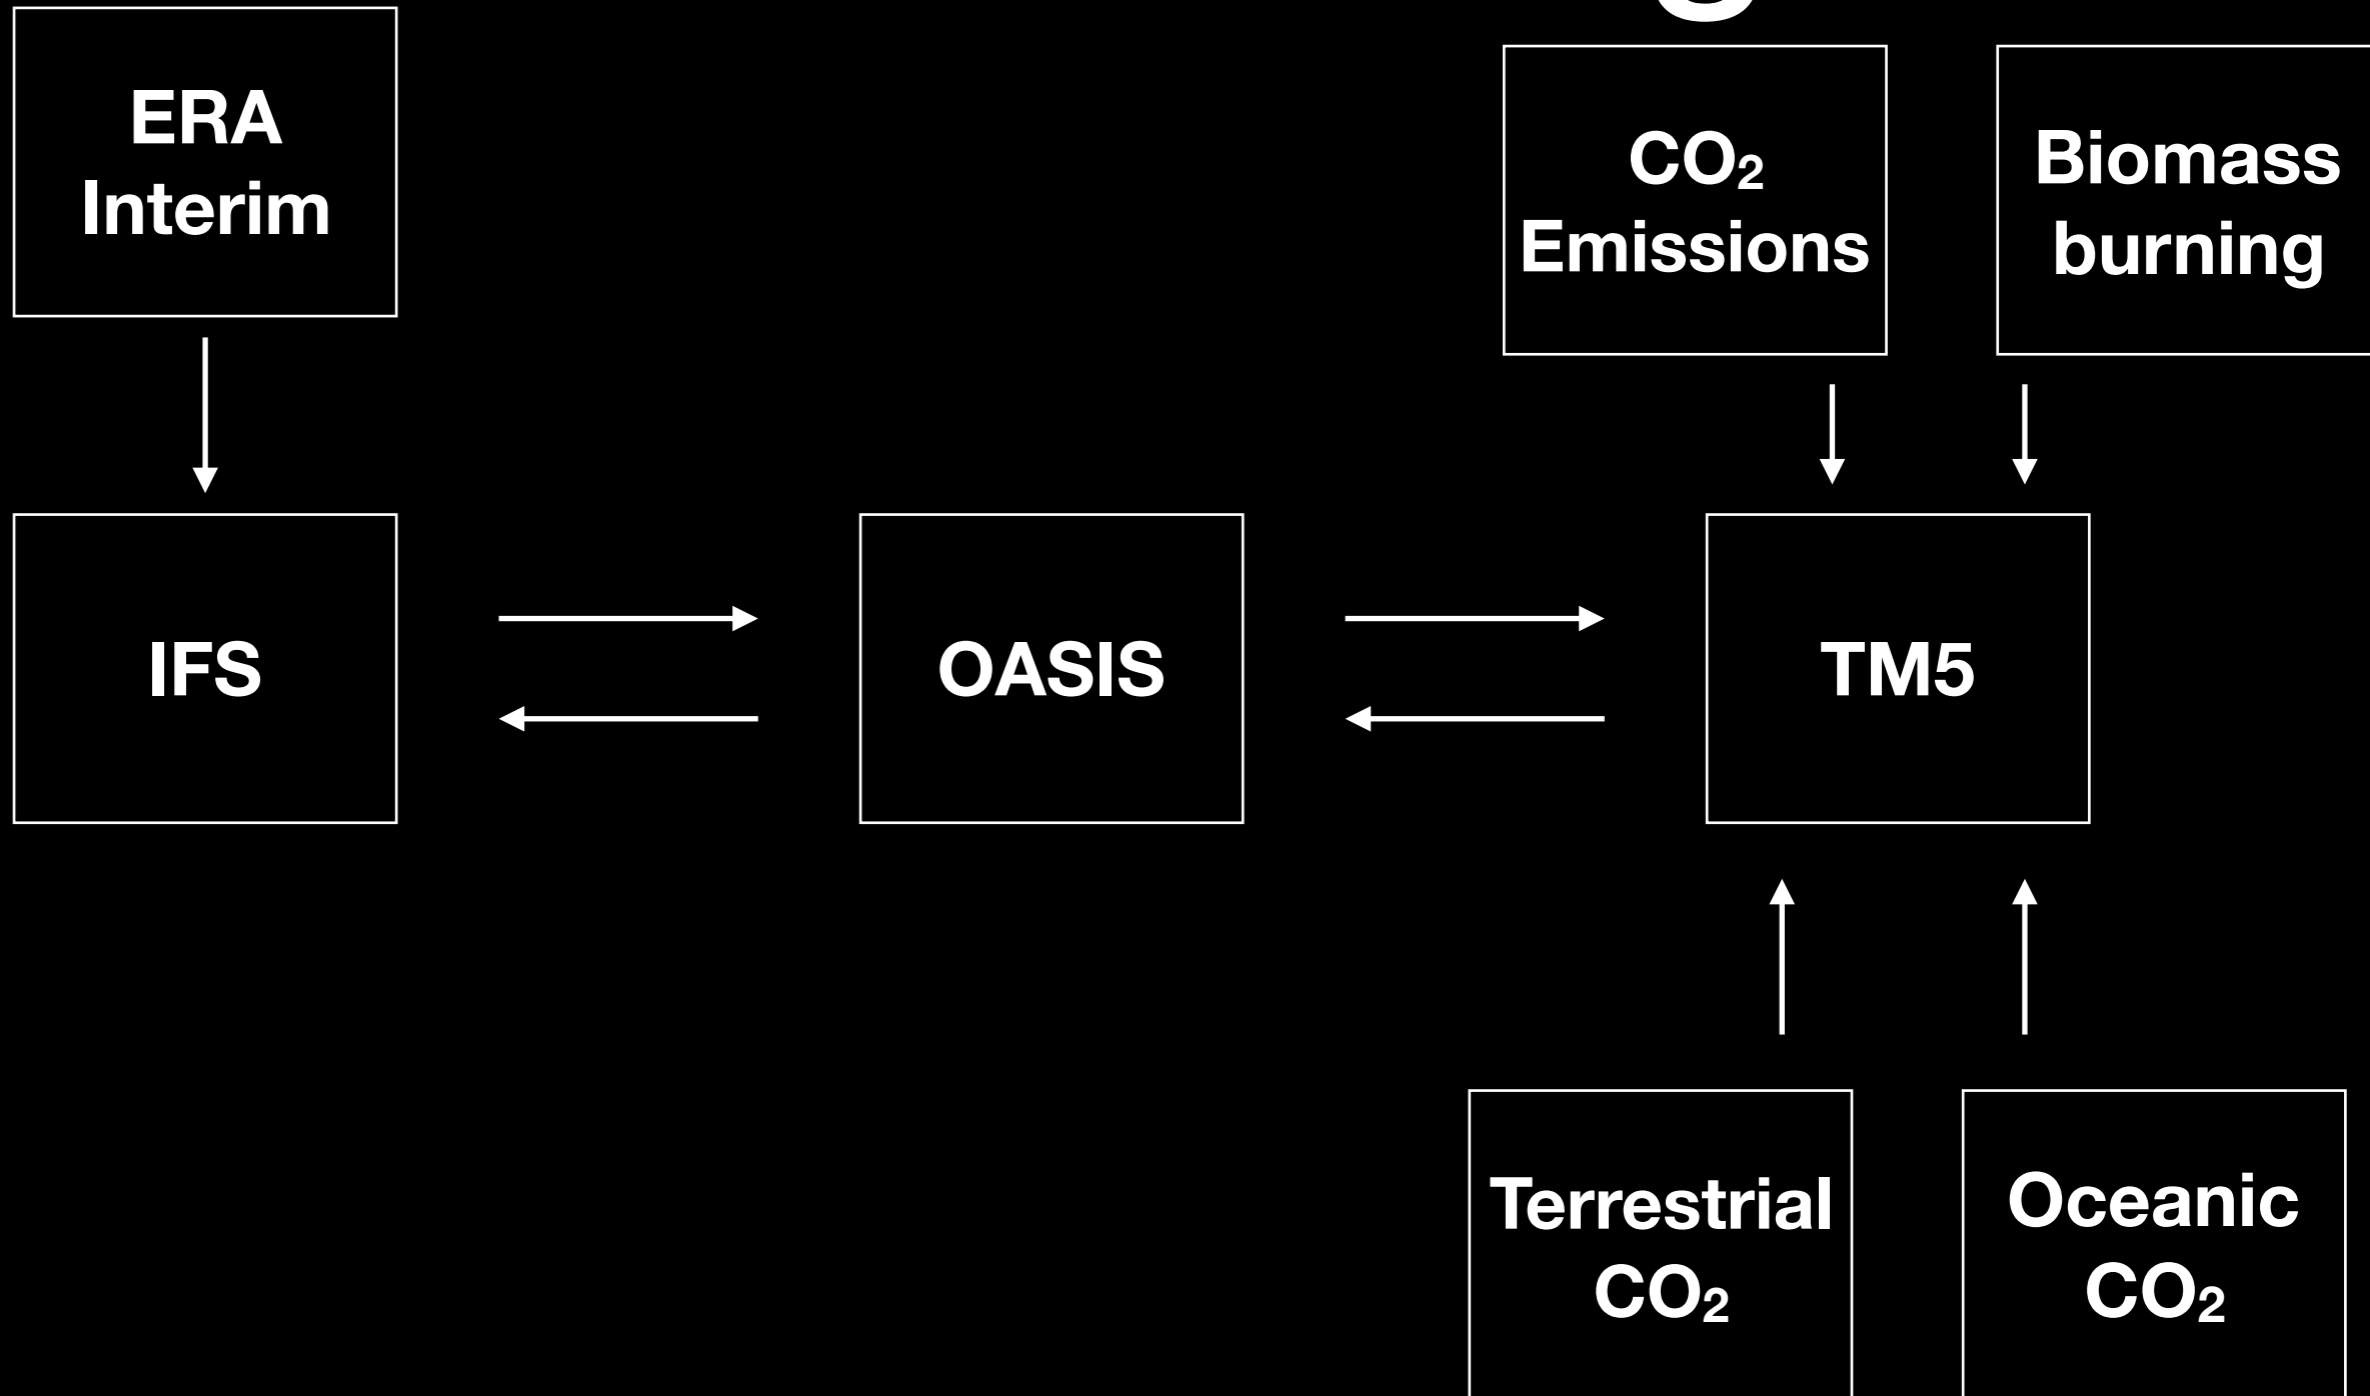 ERA
Interim
CO₂
Emissions
Biomass
burning
IFS
OASIS
TM5
Terrestrial
CO₂
Oceanic
CO₂